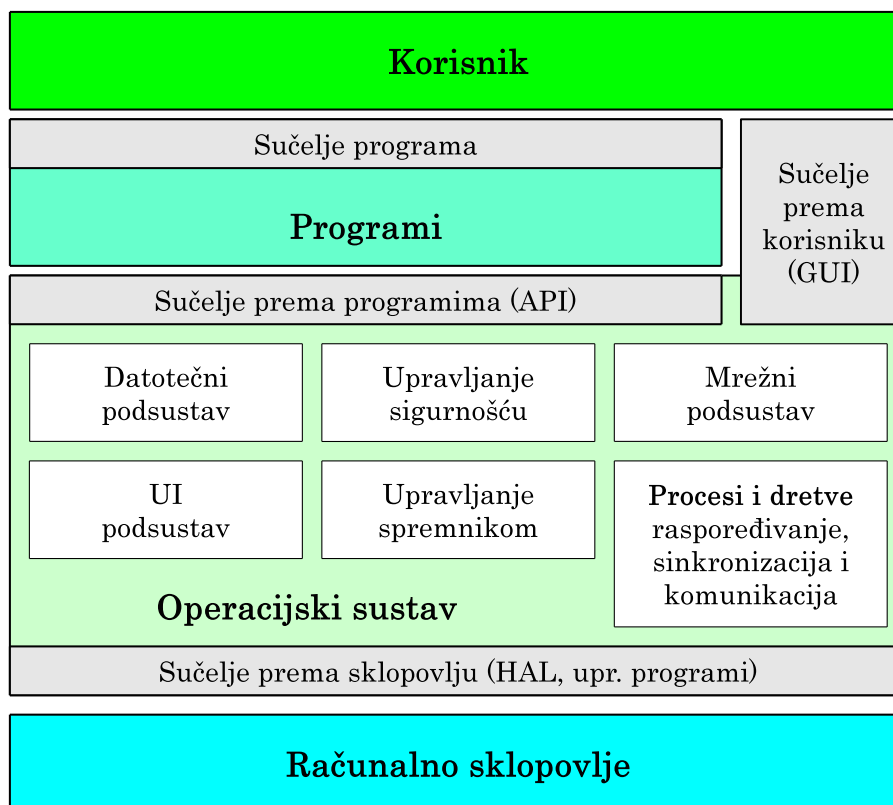 Korisnik
Sučelje programa
Programi
Sučelje
prema
korisniku
(GUI)
Sučelje prema programima (API)
Datotečni
podsustav
Upravljanje
sigurnošću
Mrežni
podsustav
UI
podsustav
Upravljanje
spremnikom
Procesi i dretve
raspoređivanje,
sinkronizacija i
komunikacija
Operacijski sustav
Sučelje prema sklopovlju (HAL, upr. programi)
Računalno sklopovlje